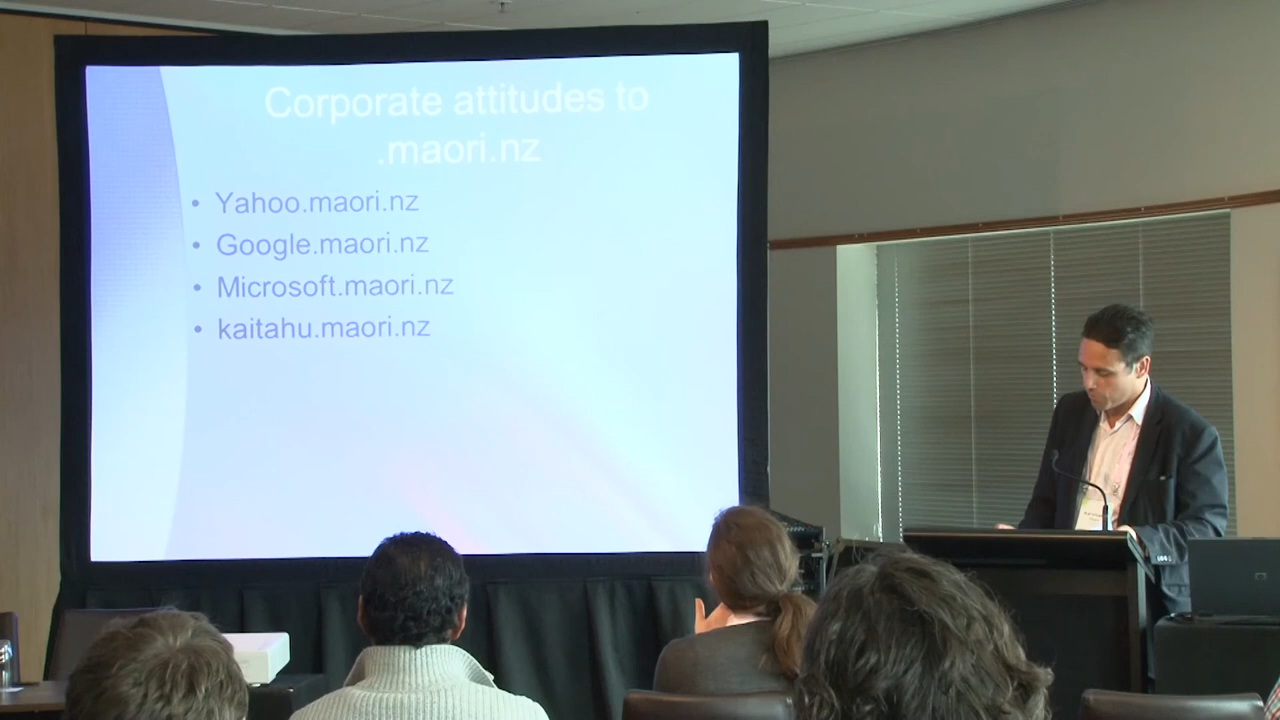 Corporate attitudes to
.maori.nz
• Yahoo.maori.nz
• Google.maori.nz
• Microsoft.maori.nz
• kaitahu.maori.nz